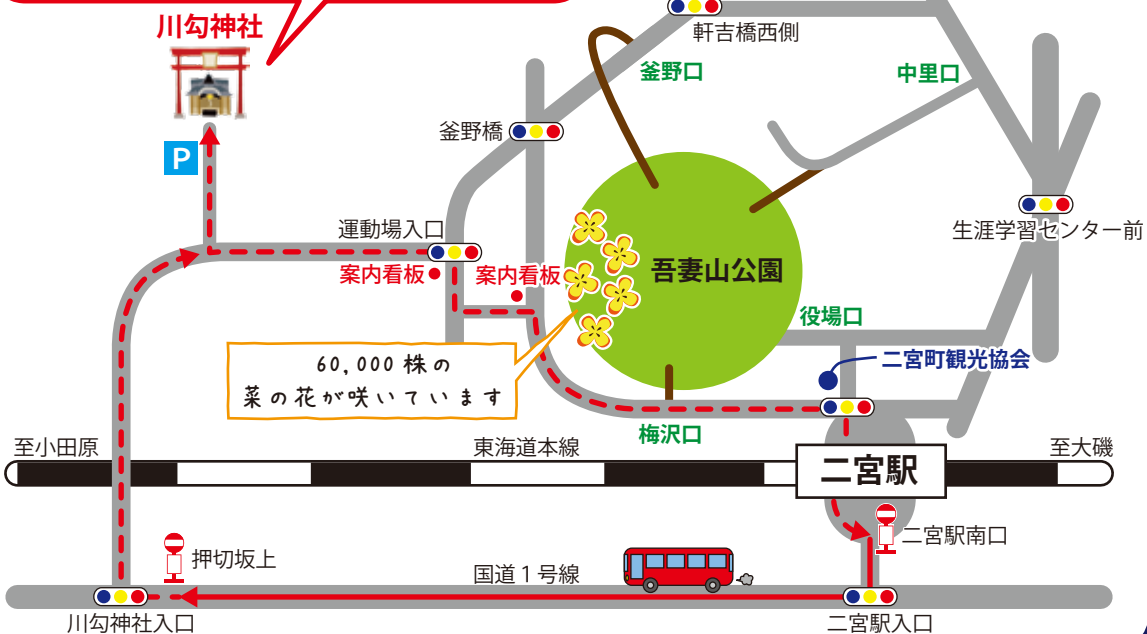 川勾神社
P
軒吉橋西側
釜野口
中里口
釜野橋
運動場入口
案内看板
案内看板
吾妻山公園
生涯学習センター前
役場口
60,000 株の
菜の花が咲いています
二宮町観光協会
梅沢口
至小田原
東海道本線
至大磯
二宮駅
押切坂上
二宮駅南口
国道1号線
川勾神社入口
二宮駅入口